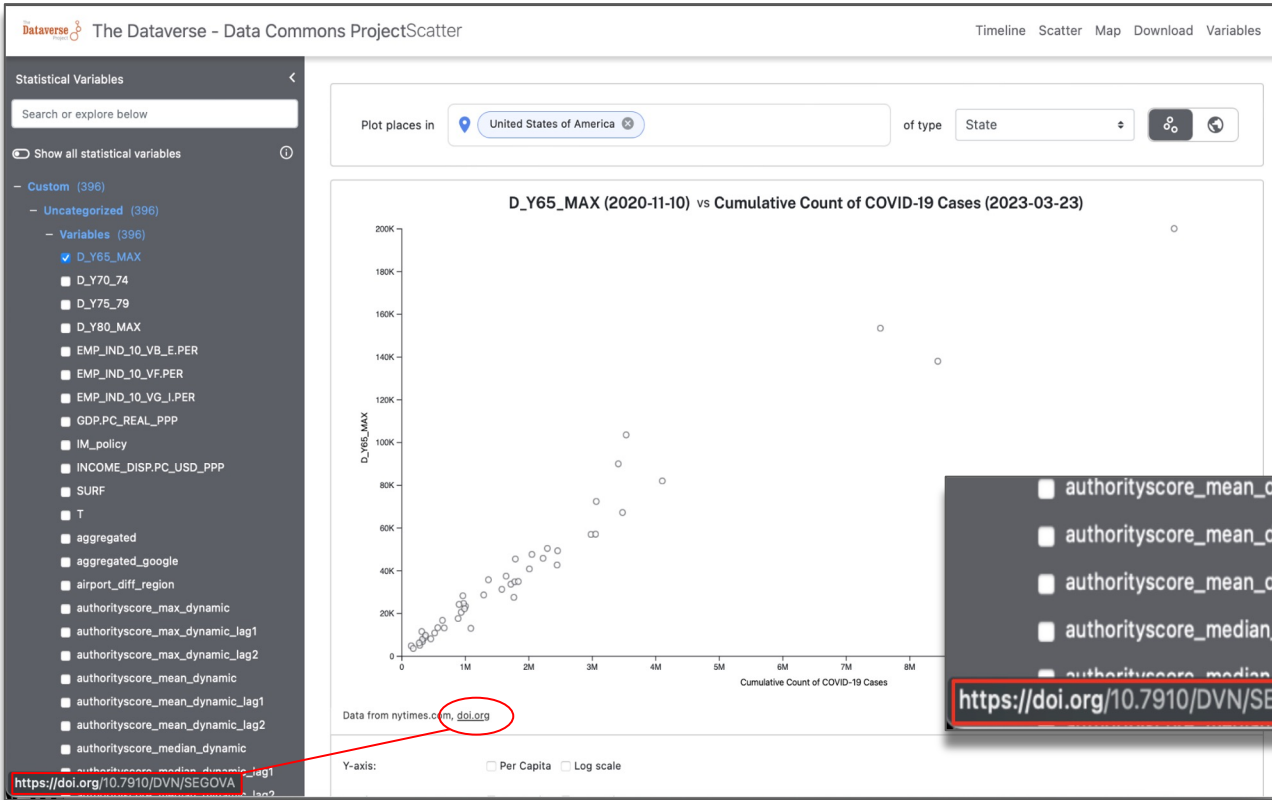 The Dataverse Project
The Dataverse - Data Commons ProjectScatter
Timeline Scatter Map Download Variables
Statistical Variables
Search or explore below
Show all statistical variables
− Custom (396)
− Uncategorized (396)
− Variables (396)
D_Y65_MAX
D_Y70_74
D_Y75_79
D_Y80_MAX
EMP_IND_10_VB_E.PER
EMP_IND_10_VF.PER
EMP_IND_10_VG_I.PER
GDP.PC_REAL_PPP
IM_policy
INCOME_DISP.PC_USD_PPP
SURF
T
aggregated
aggregated_google
airport_diff_region
authorityscore_max_dynamic
authorityscore_max_dynamic_lag1
authorityscore_max_dynamic_lag2
authorityscore_mean_dynamic
authorityscore_mean_dynamic_lag1
authorityscore_mean_dynamic_lag2
authorityscore_median_dynamic
authorityscore_median_dynamic_lag1
https://doi.org/10.7910/DVN/SEGOVA
Plot places in United States of America of type State
D_Y65_MAX (2020-11-10) vs Cumulative Count of COVID-19 Cases (2023-03-23)
200K
180K
160K
140K
120K
100K
80K
60K
40K
20K
0
D_Y65_MAX
0 1M 2M 3M 4M 5M 6M 7M 8M
Cumulative Count of COVID-19 Cases
Data from nytimes.com, doi.org
Y-axis: Per Capita Log scale
authorityscore_mean_d
authorityscore_mean_d
authorityscore_mean_d
authorityscore_median_
authorityscore_median
https://doi.org/10.7910/DVN/SE